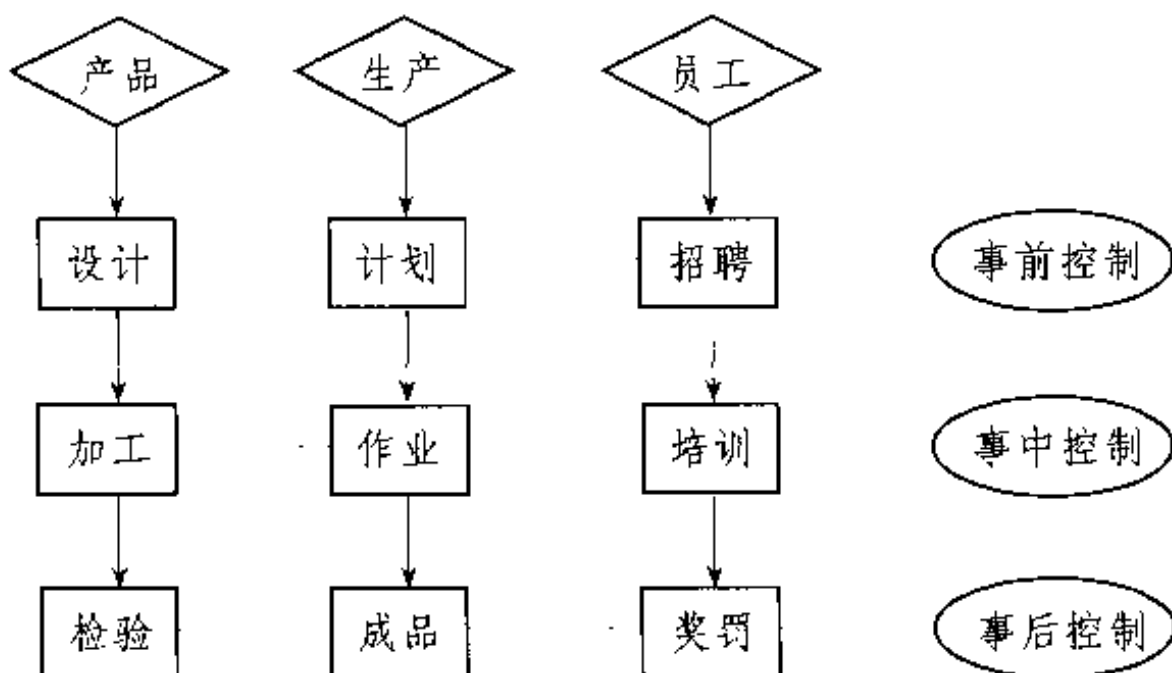 产品 生产 员工
设计 计划 招聘 事前控制
加工 作业 培训 事中控制
检验 成品 奖罚 事后控制